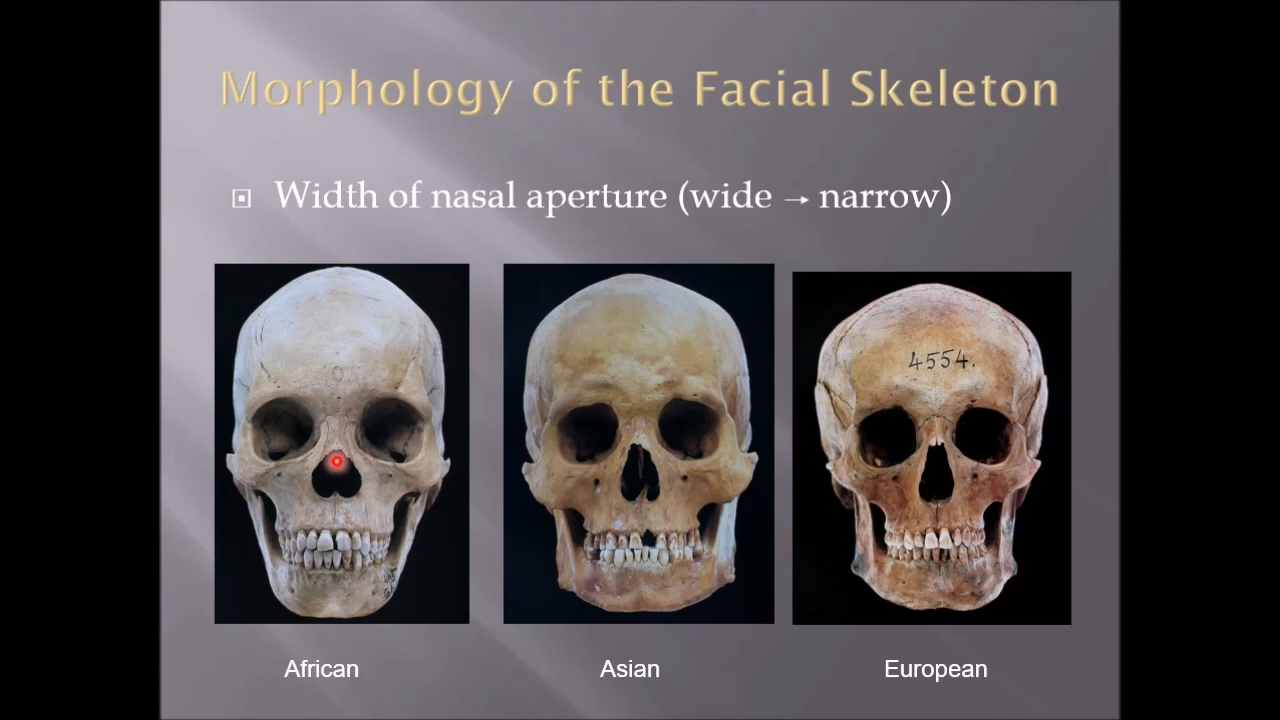 Morphology of the Facial Skeleton
Width of nasal aperture (wide → narrow)
4554.
African
Asian
European